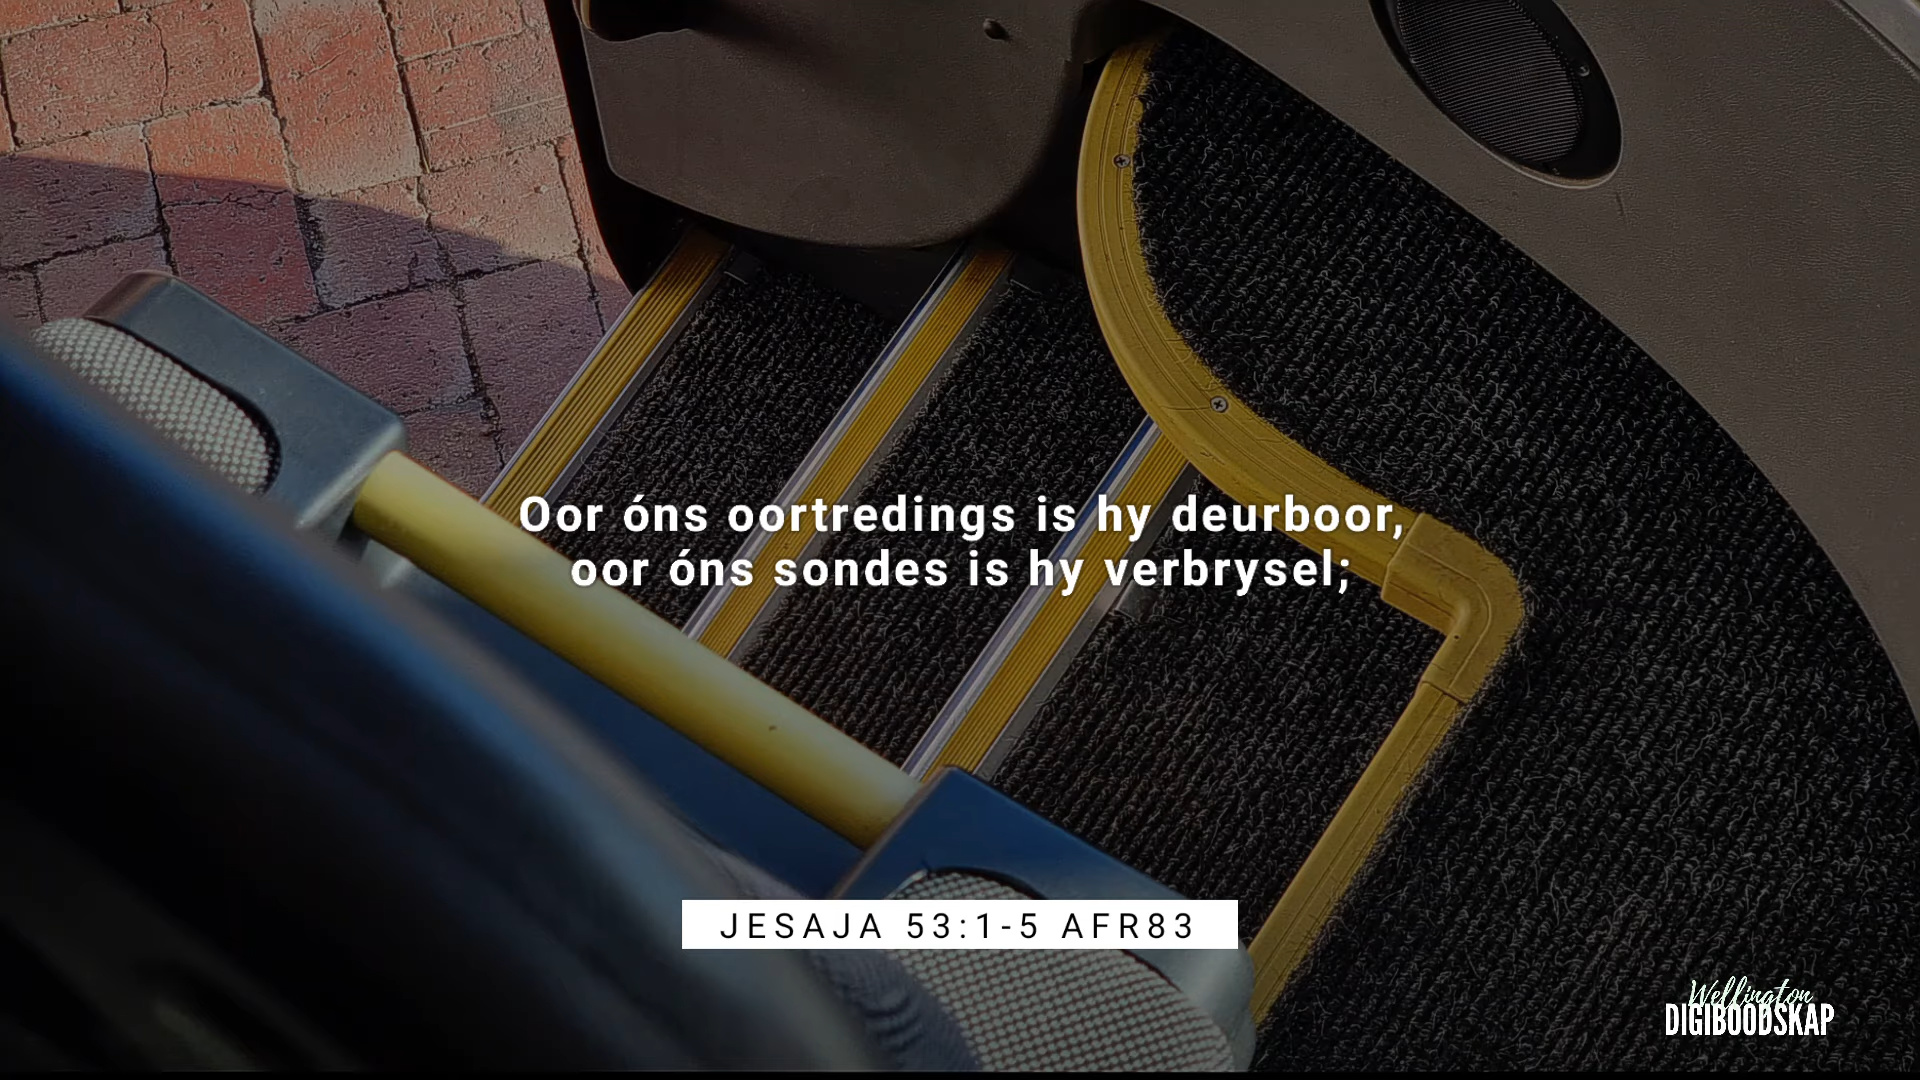 Oor óns oortredings is hy deurboor,
oor óns sondes is hy verbrysel;
JESAJA 53:1-5 AFR83
Wellington
DIGIBOODSKAP